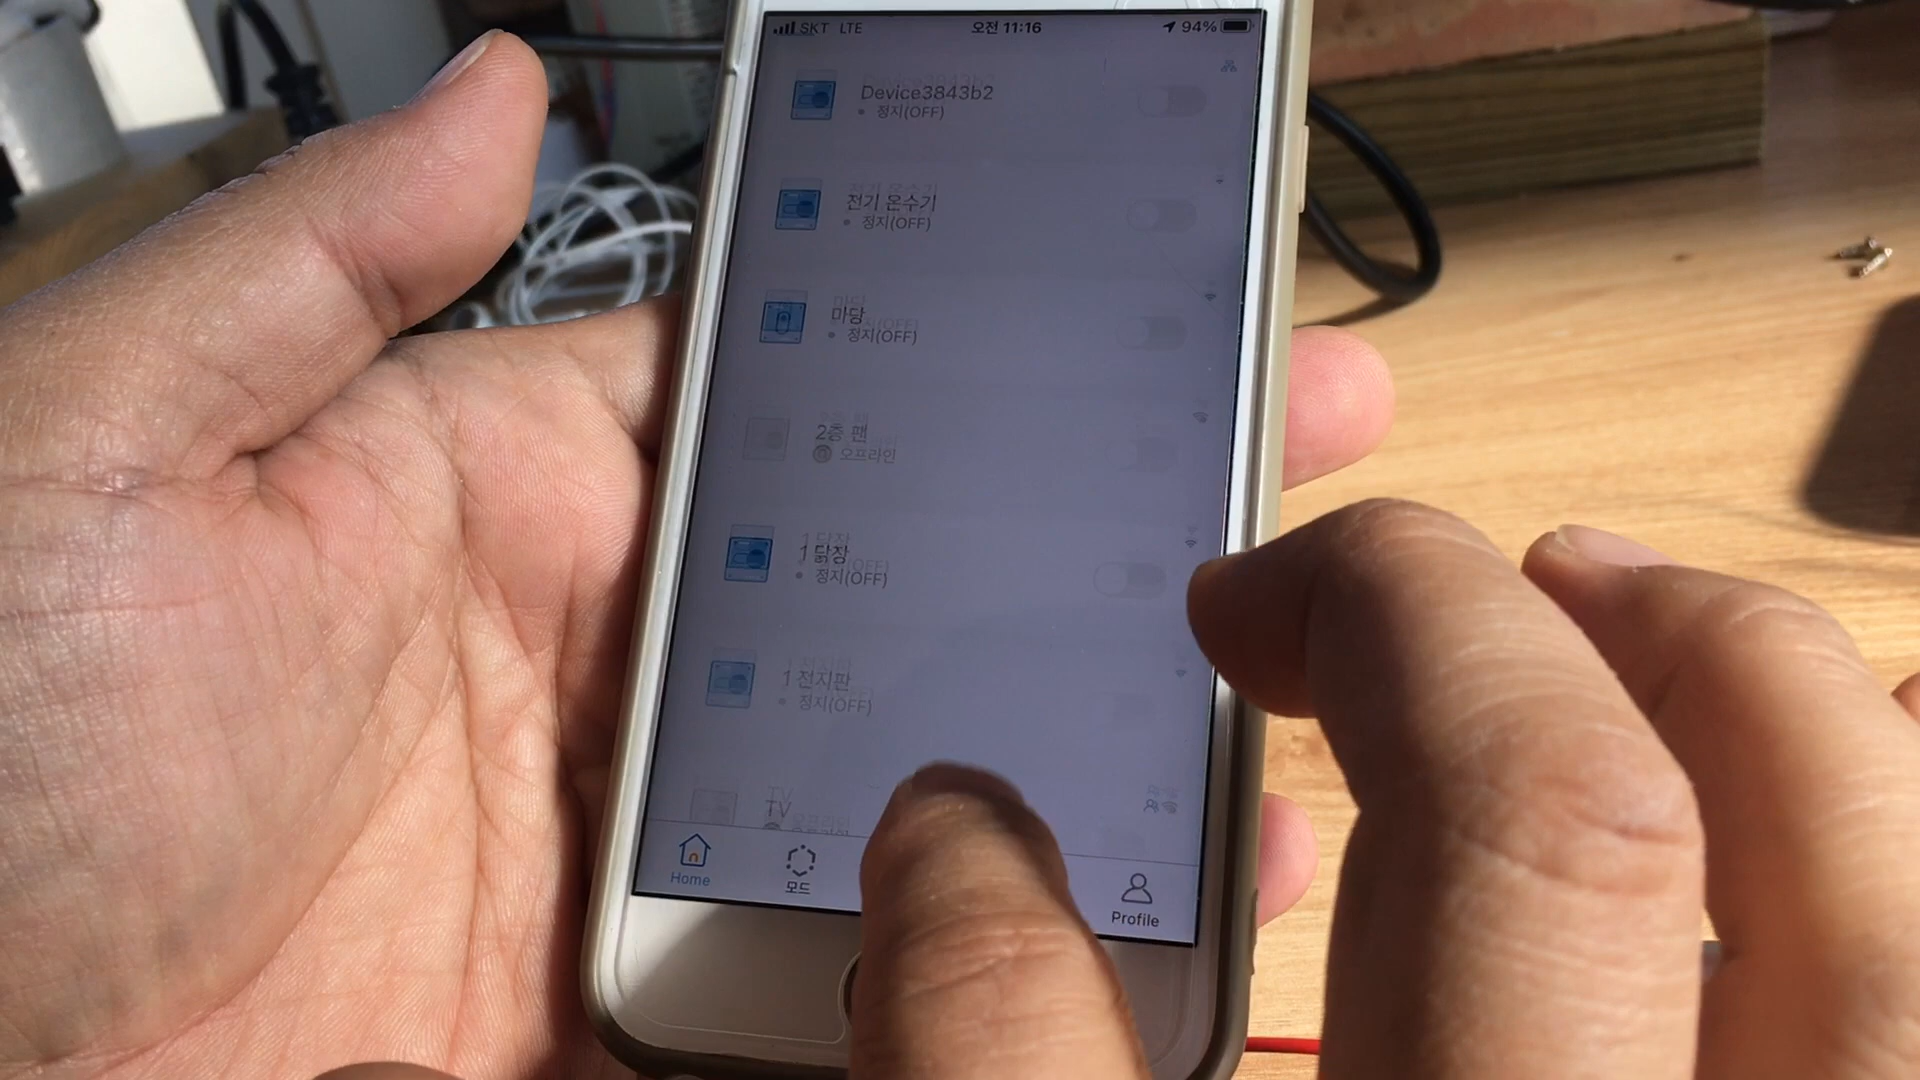 SKT LTE 오전 11:16 94%
Device3843b2
정지(OFF)
전기 온수기
정지(OFF)
마당
정지(OFF)
2층 팬
오프라인
1 닭장
정지(OFF)
1 전지판
정지(OFF)
TV
Home
모드
Profile